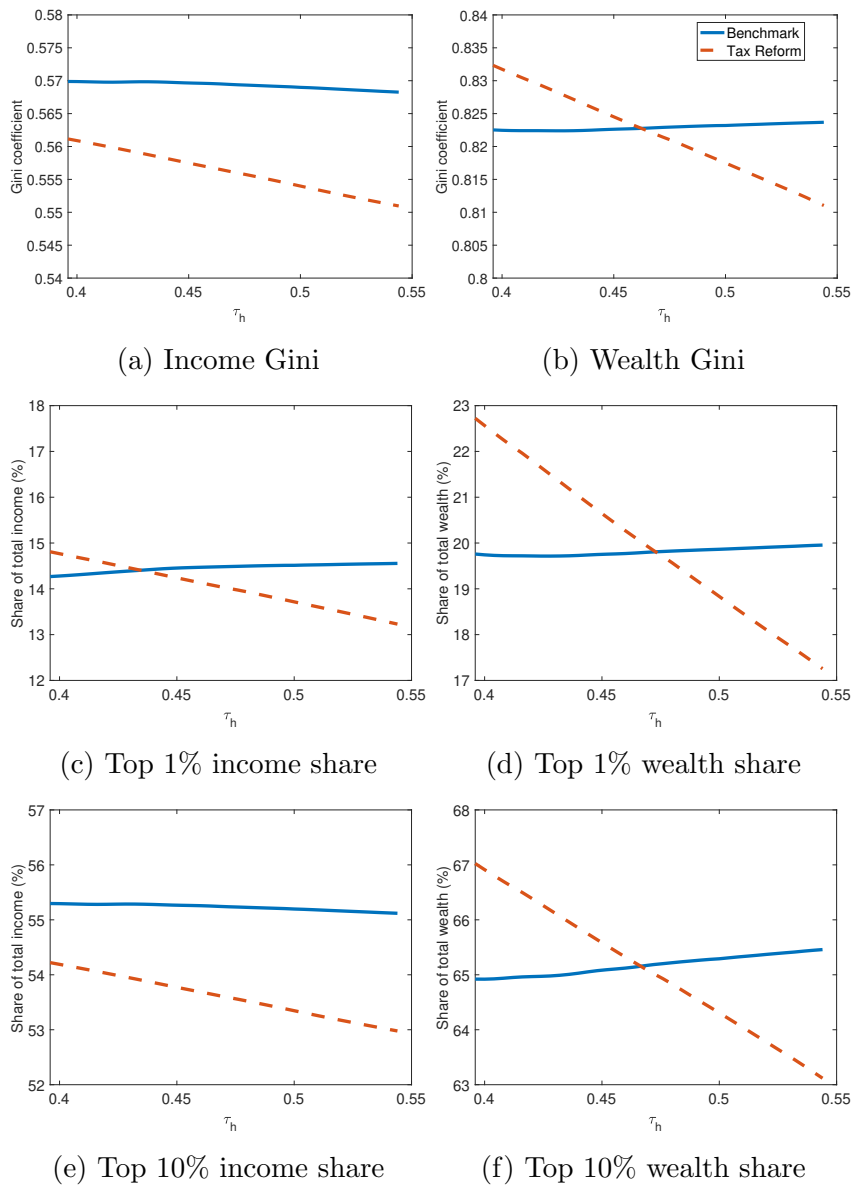 0.58
0.575
0.57
0.565
0.56
0.555
0.55
0.545
0.54
Gini coefficient
0.4 0.45 0.5 0.55
τh
(a) Income Gini
0.84
0.835
0.83
0.825
0.82
0.815
0.81
0.805
0.8
Gini coefficient
Benchmark
Tax Reform
0.4 0.45 0.5 0.55
τh
(b) Wealth Gini
18
17
16
15
14
13
12
Share of total income (%)
0.4 0.45 0.5 0.55
τh
(c) Top 1% income share
23
22
21
20
19
18
17
Share of total wealth (%)
0.4 0.45 0.5 0.55
τh
(d) Top 1% wealth share
57
56
55
54
53
52
Share of total income (%)
0.4 0.45 0.5 0.55
τh
(e) Top 10% income share
68
67
66
65
64
63
Share of total wealth (%)
0.4 0.45 0.5 0.55
τh
(f) Top 10% wealth share